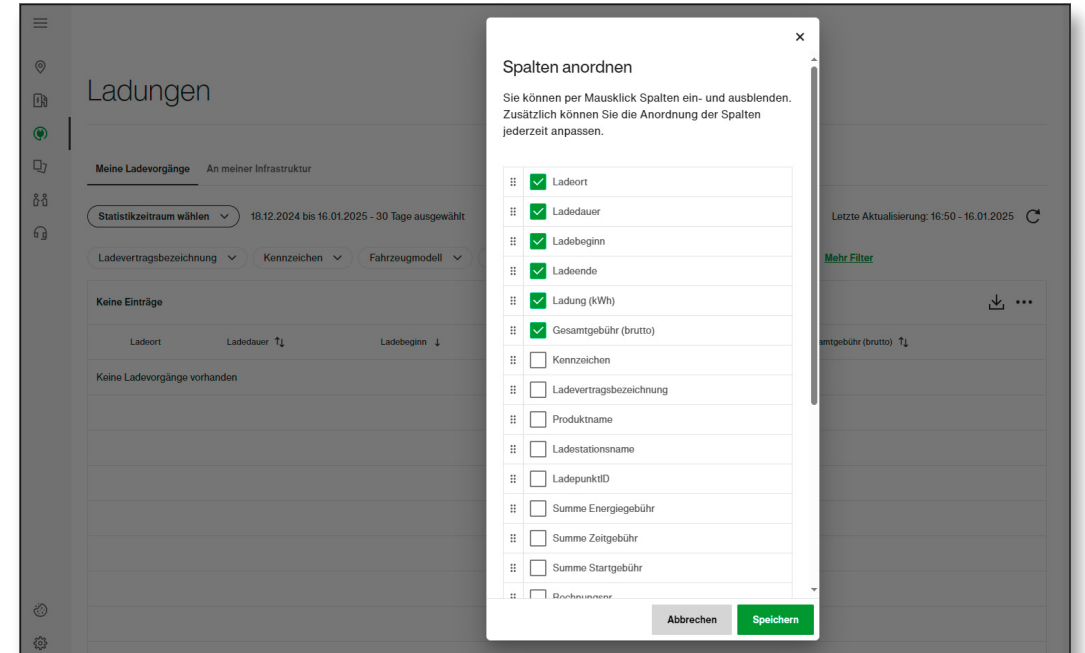 Ladungen
Meine Ladevorgänge An meiner Infrastruktur
Statistikzeitraum wählen 18.12.2024 bis 16.01.2025 - 30 Tage ausgewählt
Letzte Aktualisierung: 16:50 - 16.01.2025
Ladevertragsbezeichnung Kennzeichen Fahrzeugmodell
Mehr Filter
Keine Einträge
Ladeort Ladedauer Ladebeginn
amtgebühr (brutto)
Keine Ladevorgänge vorhanden
Spalten anordnen
Sie können per Mausklick Spalten ein- und ausblenden.
Zusätzlich können Sie die Anordnung der Spalten
jederzeit anpassen.
Ladeort
Ladedauer
Ladebeginn
Ladeende
Ladung (kWh)
Gesamtgebühr (brutto)
Kennzeichen
Ladevertragsbezeichnung
Produktname
Ladestationsname
LadepunktID
Summe Energiegebühr
Summe Zeitgebühr
Summe Startgebühr
Rechnungsnr
Abbrechen Speichern